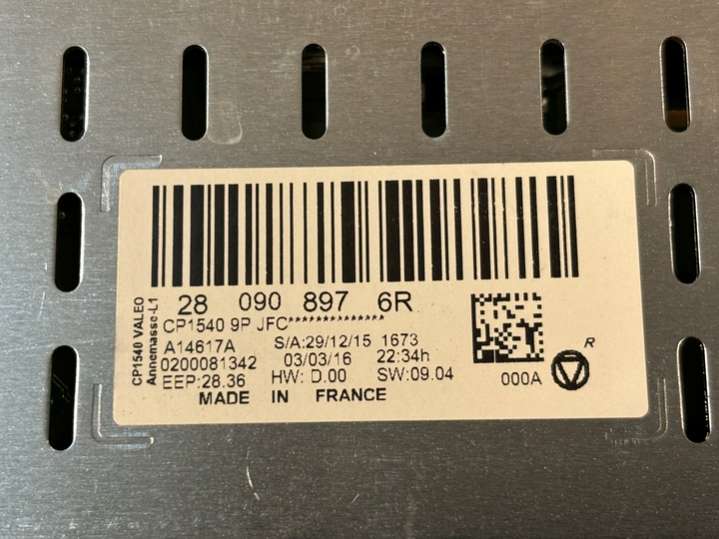 28 090 897 6R
CP1540 9P JFC***************
A14617A S/A:29/12/15 1673
0200081342 03/03/16 22:34h
EEP:28.36 HW: D.00 SW:09.04
MADE IN FRANCE
CP1540 VALEO
Annemasse-L1
000A
R